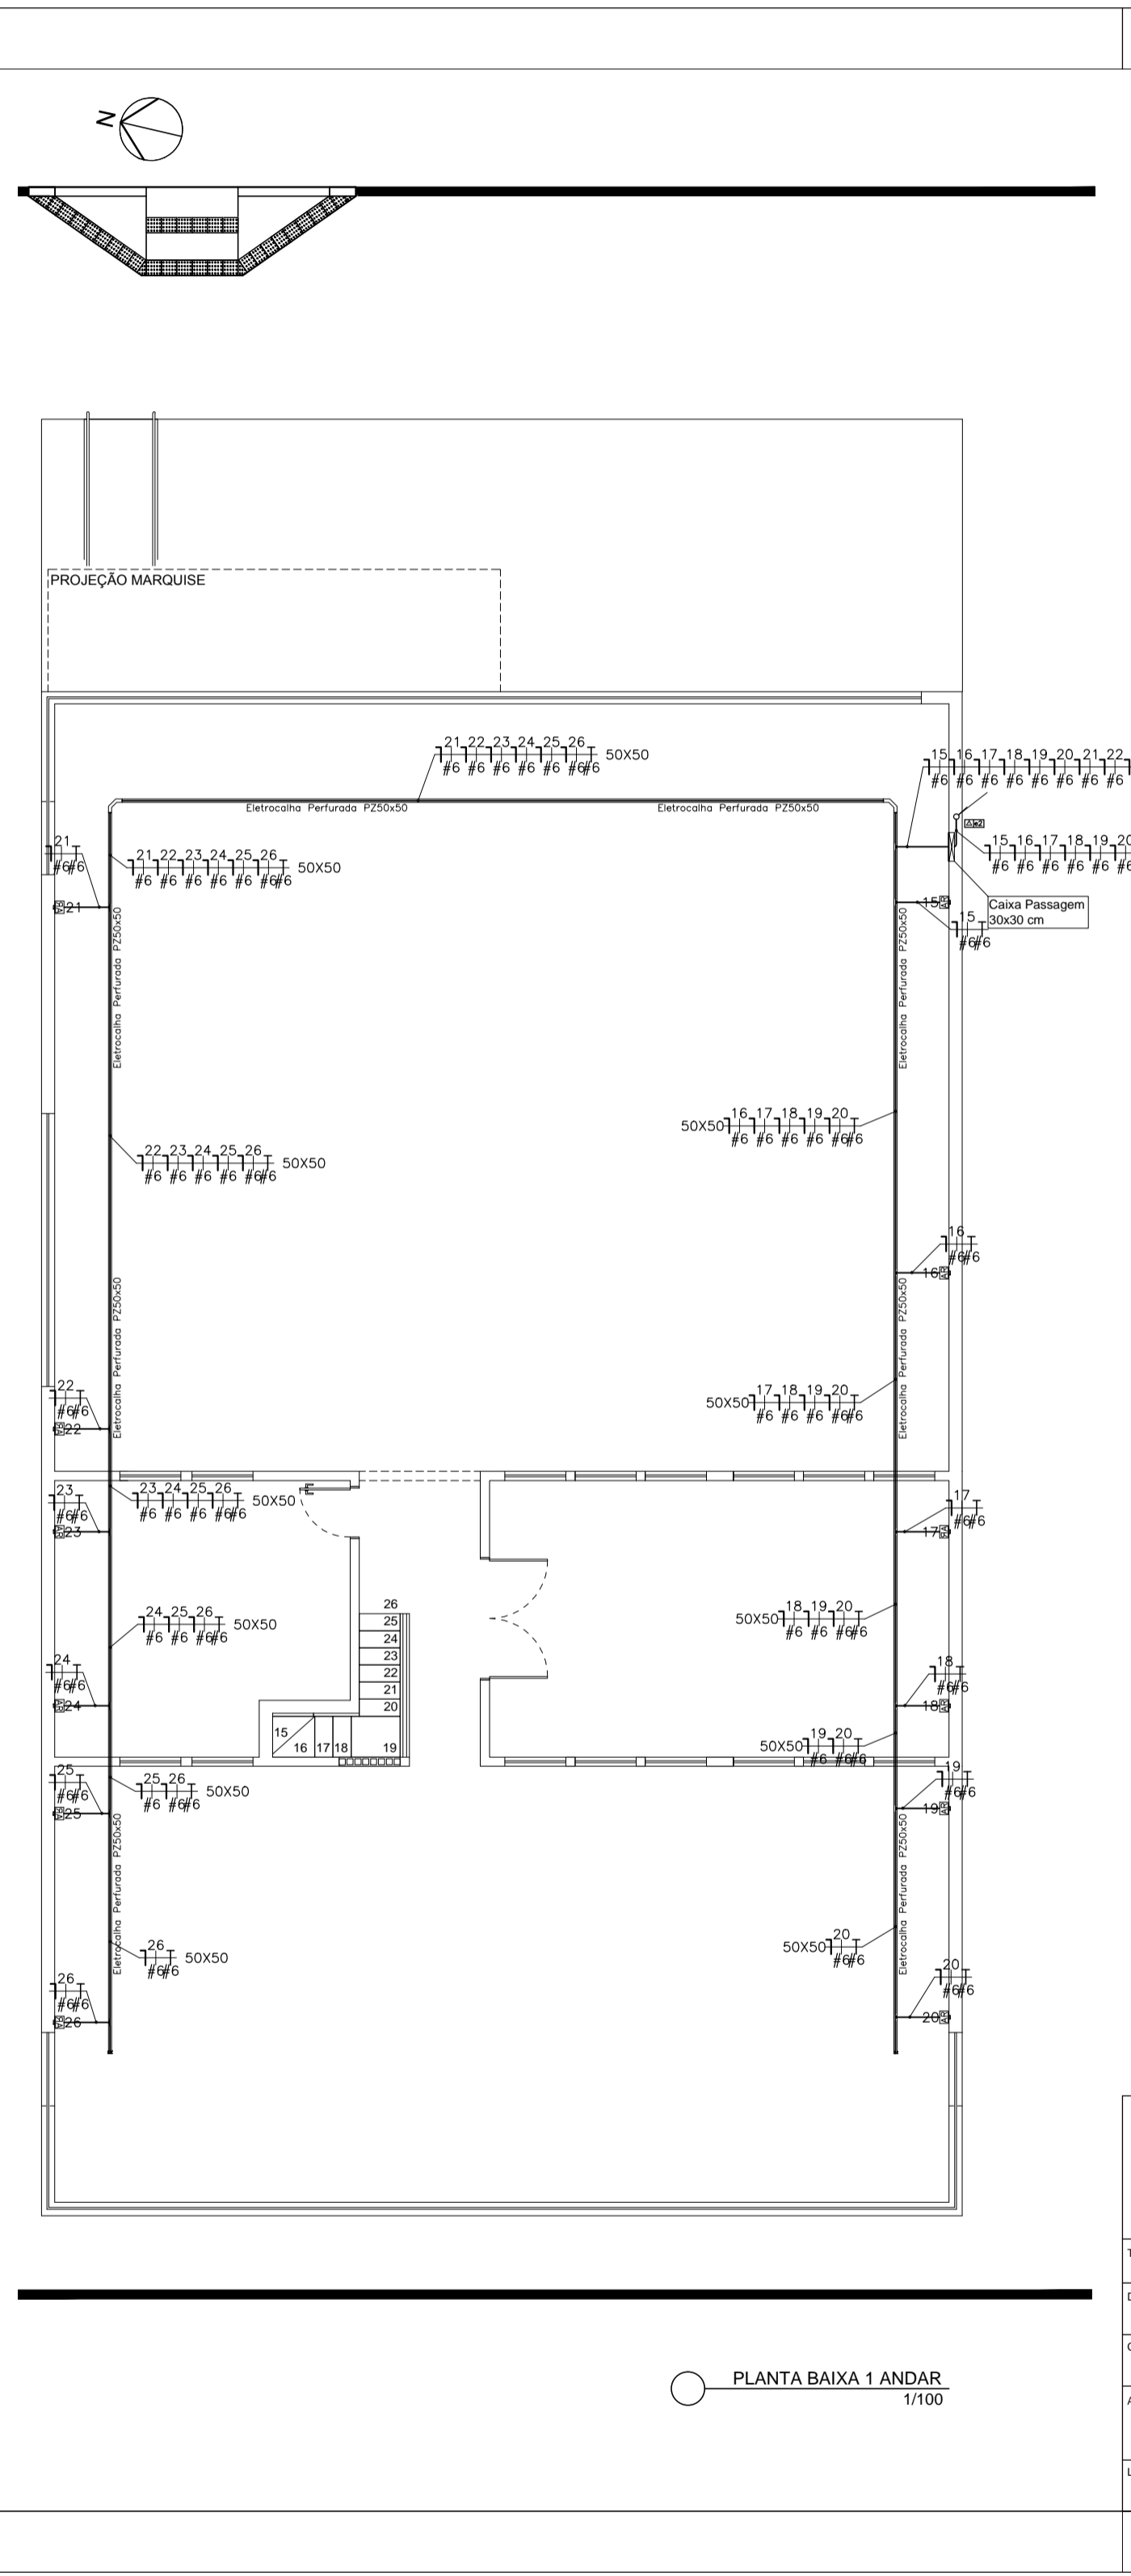 N
PROJEÇÃO MARQUISE
21 22 23 24 25 26 50X50
#6 #6 #6 #6 #6 #6 #6
15 16 17 18 19 20 21 22
#6 #6 #6 #6 #6 #6 #6 #6
Eletrocalha Perfurada PZ50x50
Eletrocalha Perfurada PZ50x50
21
#6 #6
21
21 22 23 24 25 26 50X50
#6 #6 #6 #6 #6 #6 #6
15 16 17 18 19 20
#6 #6 #6 #6 #6 #6
15
Caixa Passagem
30x30 cm
15
#6 #6
Eletrocalha Perfurada PZ50x50
Eletrocalha Perfurada PZ50x50
50X50 16 17 18 19 20
#6 #6 #6 #6 #6 #6
22 23 24 25 26 50X50
#6 #6 #6 #6 #6 #6
16
#6 #6
16
Eletrocalha Perfurada PZ50x50
Eletrocalha Perfurada PZ50x50
22
#6 #6
22
50X50 17 18 19 20
#6 #6 #6 #6 #6
23
#6 #6
23
23 24 25 26 50X50
#6 #6 #6 #6 #6
17
#6 #6
17
24 25 26 50X50
#6 #6 #6 #6
50X50 18 19 20
#6 #6 #6 #6
26
25
24
23
22
21
20
15
16 17 18 19
24
#6 #6
24
18
#6 #6
18
50X50 19 20
#6 #6 #6
25
#6 #6
25
25 26 50X50
#6 #6 #6
19
#6 #6
19
Eletrocalha Perfurada PZ50x50
Eletrocalha Perfurada PZ50x50
26 50X50
#6 #6
50X50 20
#6 #6
26
#6 #6
26
20
#6 #6
20
PLANTA BAIXA 1 ANDAR
1/100